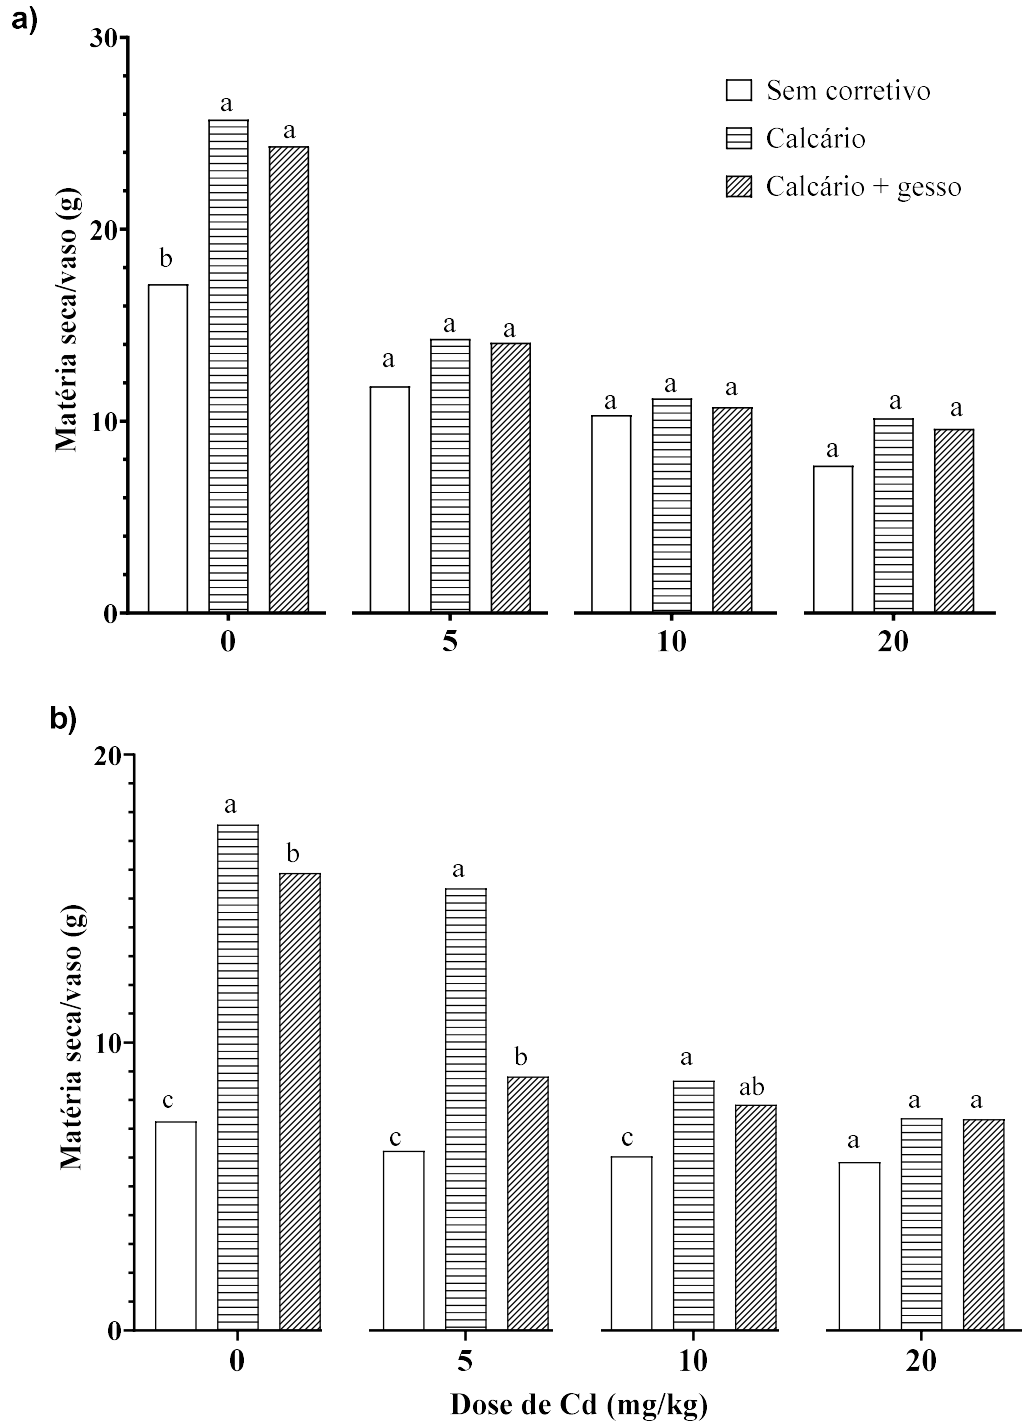 a)
30
20
10
0
Matéria seca/vaso (g)
Sem corretivo
Calcário
Calcário + gesso
b a a
a a a
a a a
a a a
0 5 10 20
b)
20
10
0
Matéria seca/vaso (g)
c a b
c a b
c a ab
a a a
0 5 10 20
Dose de Cd (mg/kg)